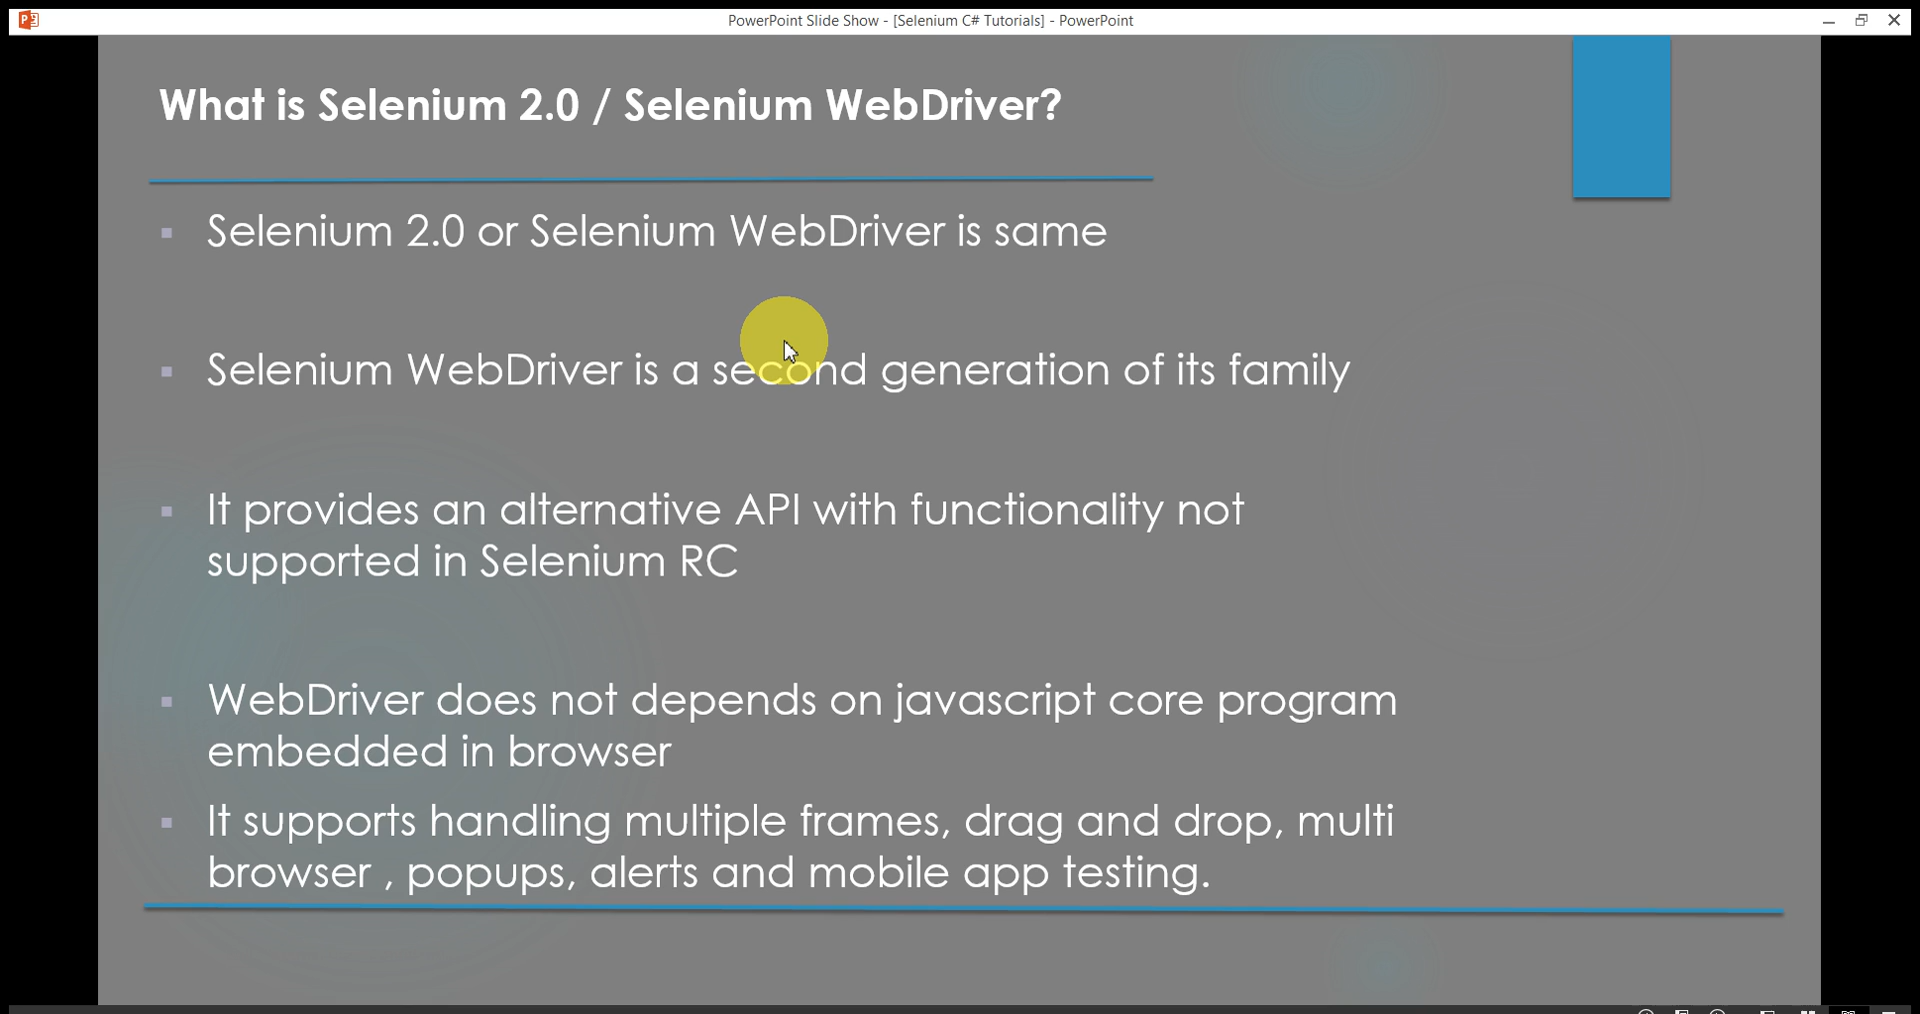 PowerPoint Slide Show - [Selenium C# Tutorials] - PowerPoint
What is Selenium 2.0 / Selenium WebDriver?
Selenium 2.0 or Selenium WebDriver is same
Selenium WebDriver is a second generation of its family
It provides an alternative API with functionality not
supported in Selenium RC
WebDriver does not depends on javascript core program
embedded in browser
It supports handling multiple frames, drag and drop, multi
browser , popups, alerts and mobile app testing.